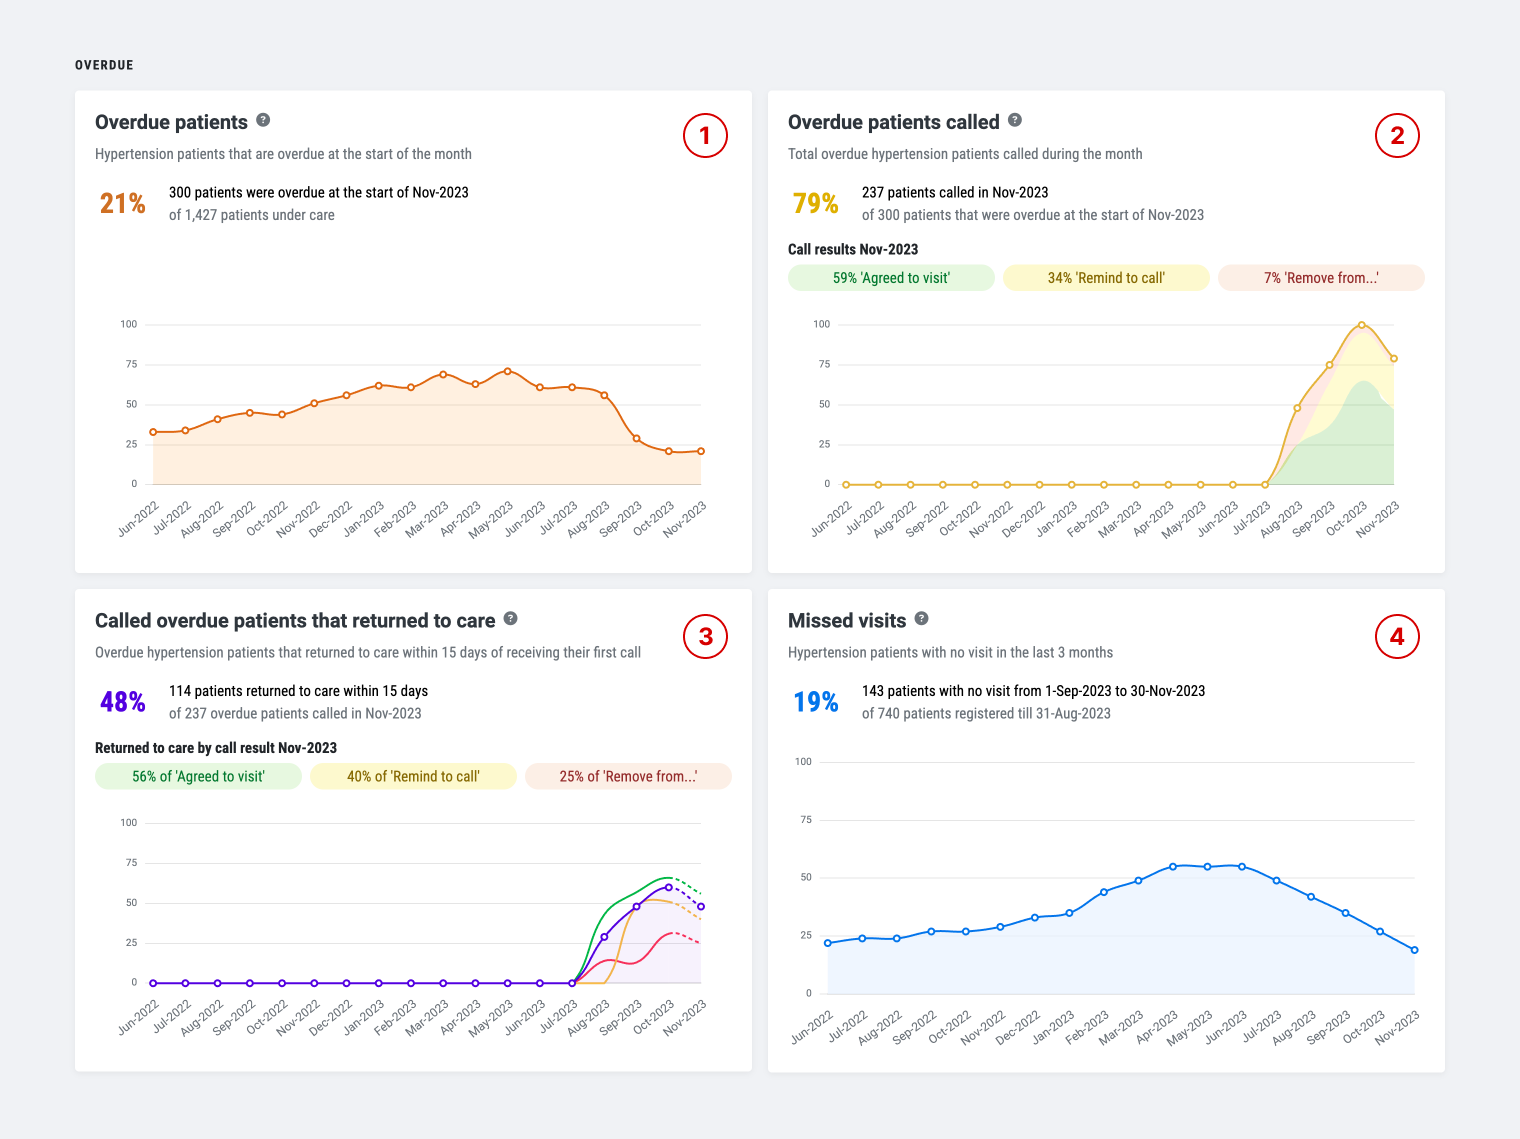 OVERDUE
Overdue patients ?
1
Hypertension patients that are overdue at the start of the month
21%
300 patients were overdue at the start of Nov-2023
of 1,427 patients under care
100
75
50
25
0
Jun-2022 Jul-2022 Aug-2022 Sep-2022 Oct-2022 Nov-2022 Dec-2022 Jan-2023 Feb-2023 Mar-2023 Apr-2023 May-2023 Jun-2023 Jul-2023 Aug-2023 Sep-2023 Oct-2023 Nov-2023
Overdue patients called ?
2
Total overdue hypertension patients called during the month
79%
237 patients called in Nov-2023
of 300 patients that were overdue at the start of Nov-2023
Call results Nov-2023
59% 'Agreed to visit' 34% 'Remind to call' 7% 'Remove from...'
100
75
50
25
0
Jun-2022 Jul-2022 Aug-2022 Sep-2022 Oct-2022 Nov-2022 Dec-2022 Jan-2023 Feb-2023 Mar-2023 Apr-2023 May-2023 Jun-2023 Jul-2023 Aug-2023 Sep-2023 Oct-2023 Nov-2023
Called overdue patients that returned to care ?
3
Overdue hypertension patients that returned to care within 15 days of receiving their first call
48%
114 patients returned to care within 15 days
of 237 overdue patients called in Nov-2023
Returned to care by call result Nov-2023
56% of 'Agreed to visit' 40% of 'Remind to call' 25% of 'Remove from...'
100
75
50
25
0
Jun-2022 Jul-2022 Aug-2022 Sep-2022 Oct-2022 Nov-2022 Dec-2022 Jan-2023 Feb-2023 Mar-2023 Apr-2023 May-2023 Jun-2023 Jul-2023 Aug-2023 Sep-2023 Oct-2023 Nov-2023
Missed visits ?
4
Hypertension patients with no visit in the last 3 months
19%
143 patients with no visit from 1-Sep-2023 to 30-Nov-2023
of 740 patients registered till 31-Aug-2023
100
75
50
25
0
Jun-2022 Jul-2022 Aug-2022 Sep-2022 Oct-2022 Nov-2022 Dec-2022 Jan-2023 Feb-2023 Mar-2023 Apr-2023 May-2023 Jun-2023 Jul-2023 Aug-2023 Sep-2023 Oct-2023 Nov-2023